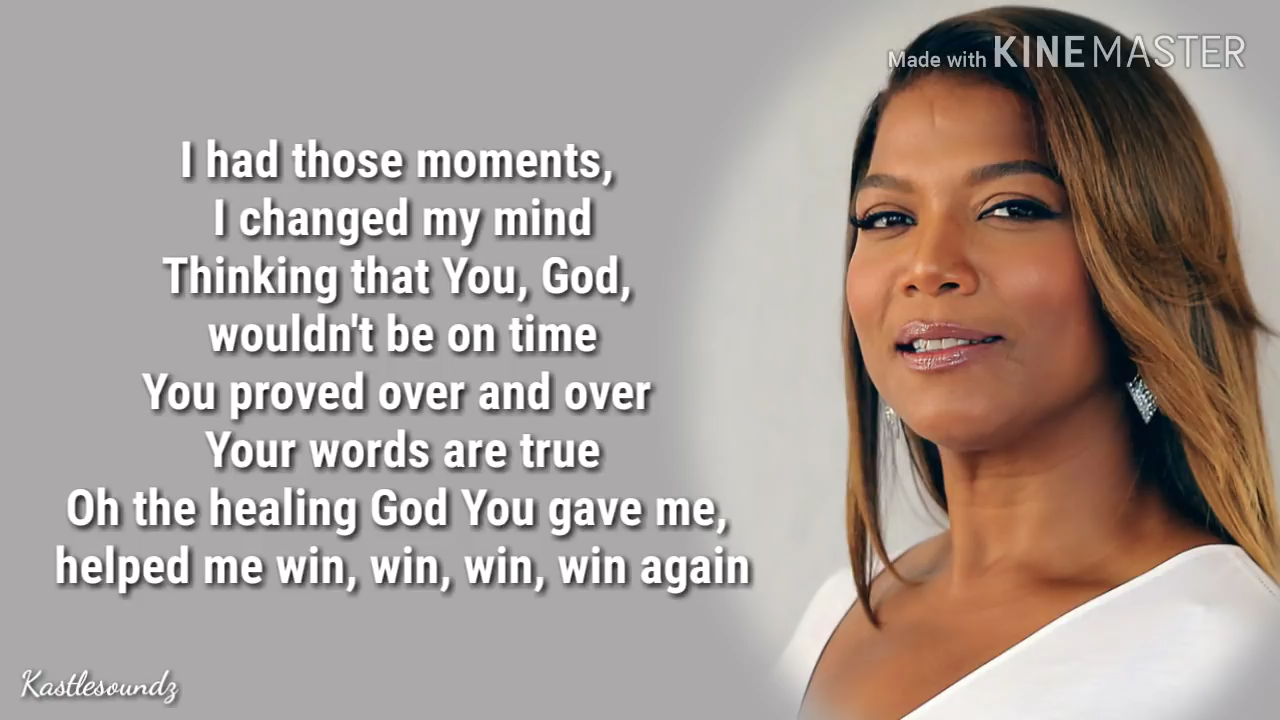 Made with KINEMASTER
I had those moments,
I changed my mind
Thinking that You, God,
wouldn't be on time
You proved over and over
Your words are true
Oh the healing God You gave me,
helped me win, win, win, win again
Kastlesoundz